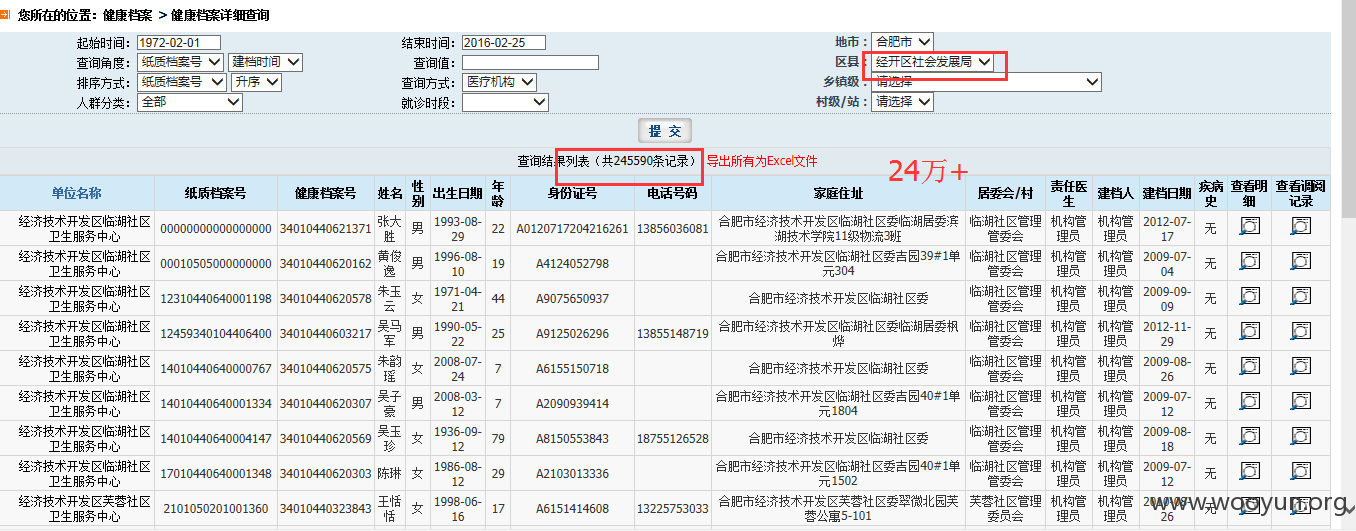 您所在的位置：健康档案 > 健康档案详细查询
起始时间： 1972-02-01 结束时间： 2016-02-25 地市： 合肥市
查询角度： 纸质档案号 建档时间 查询值： 区县： 经开区社会发展局
排序方式： 纸质档案号 升序 查询方式： 医疗机构 乡镇级： 请选择
人群分类： 全部 就诊时段： 村级/站： 请选择
提 交
查询结果列表（共245590条记录） 导出所有为Excel文件 24万+
单位名称 纸质档案号 健康档案号 姓名 性别 出生日期 年龄 身份证号 电话号码 家庭住址 居委会/村 责任医生 建档人 建档日期 疾病史 查看明细 查看调阅记录
经济技术开发区临湖社区卫生服务中心 00000000000000000 34010440621371 张大胜 男 1993-08-29 22 A0120717204216261 13856036081 合肥市经济技术开发区临湖社区委临湖居委滨湖技术学院11级物流3班 临湖社区管理管委会 机构管理员 机构管理员 2012-07-17 无
经济技术开发区临湖社区卫生服务中心 00010505000000000 34010440620162 黄俊逸 男 1996-08-10 19 A4124052798 合肥市经济技术开发区临湖社区委吉园39#1单元304 临湖社区管理管委会 机构管理员 机构管理员 2009-07-04 无
经济技术开发区临湖社区卫生服务中心 12310440640001198 34010440620578 朱玉云 女 1971-04-21 44 A9075650937 合肥市经济技术开发区临湖社区委 临湖社区管理管委会 机构管理员 机构管理员 2009-09-09 无
经济技术开发区临湖社区卫生服务中心 12459340104406400 34010440603217 吴马军 男 1990-05-22 25 A9125026296 13855148719 合肥市经济技术开发区临湖社区委临湖居委枫烨 临湖社区管理管委会 机构管理员 机构管理员 2012-11-29 无
经济技术开发区临湖社区卫生服务中心 14010440640000767 34010440620575 朱韵瑶 女 2008-07-24 7 A6155150718 合肥市经济技术开发区临湖社区委 临湖社区管理管委会 机构管理员 机构管理员 2009-08-26 无
经济技术开发区临湖社区卫生服务中心 14010440640001334 34010440620307 吴子豪 男 2008-03-12 7 A2090939414 合肥市经济技术开发区临湖社区委吉园40#1单元1804 临湖社区管理管委会 机构管理员 机构管理员 2009-07-12 无
经济技术开发区临湖社区卫生服务中心 14010440640004147 34010440620569 吴玉珍 女 1936-09-12 79 A8150553843 18755126528 合肥市经济技术开发区临湖社区委 临湖社区管理管委会 机构管理员 机构管理员 2009-08-18 无
经济技术开发区临湖社区卫生服务中心 17010440640001348 34010440620303 陈琳 女 1986-08-12 29 A2103013336 合肥市经济技术开发区临湖社区委吉园40#1单元1502 临湖社区管理管委会 机构管理员 机构管理员 2009-07-12 无
经济技术开发区芙蓉社区卫生服务中心 2101050201001360 34010440323843 王恬恬 女 1998-06-16 17 A6151414608 13225753033 合肥市经济技术开发区芙蓉社区委翠微北园芙蓉公寓5-101 芙蓉社区管理委员会 机构管理员 机构管理员
www.wooyun.org